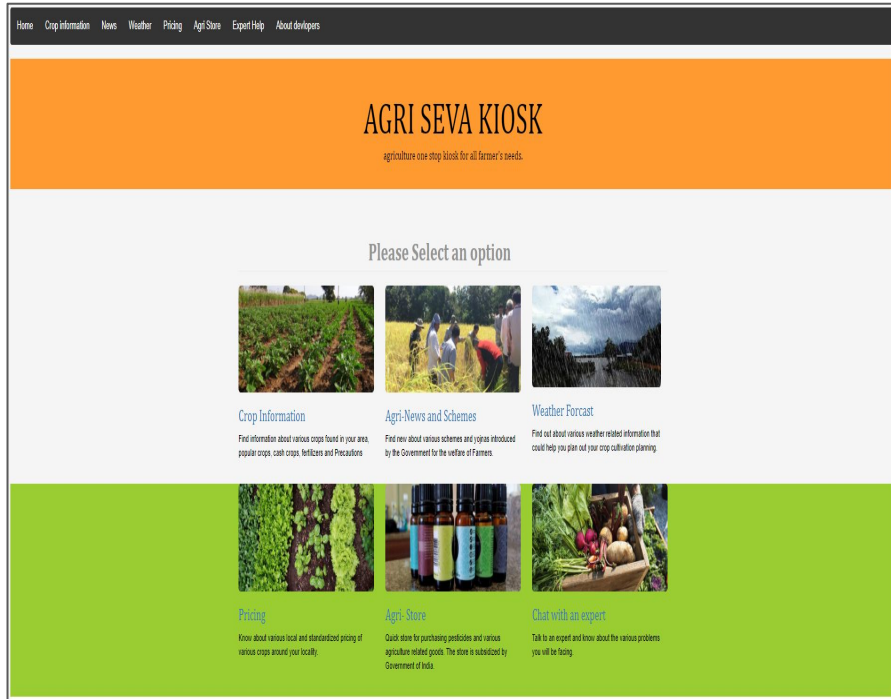 Home Crop information News Weather Pricing Agri Store Expert Help About devlopers
AGRI SEVA KIOSK
agriculture one stop kiosk for all farmer's needs.
Please Select an option
Crop Information
Find information about various crops found in your area,
popular crops, cash crops, fertilizers and Precautions
Agri-News and Schemes
Find new about various schemes and yojnas introduced
by the Government for the welfare of Farmers.
Weather Forcast
Find out about various weather related information that
could help you plan out your crop cultivation planning.
Pricing
Know about various local and standardized pricing of
various crops around your locality.
Agri- Store
Quick store for purchasing pesticides and various
agriculture related goods. The store is subsidized by
Government of India.
Chat with an expert
Talk to an expert and know about the various problems
you will be facing.